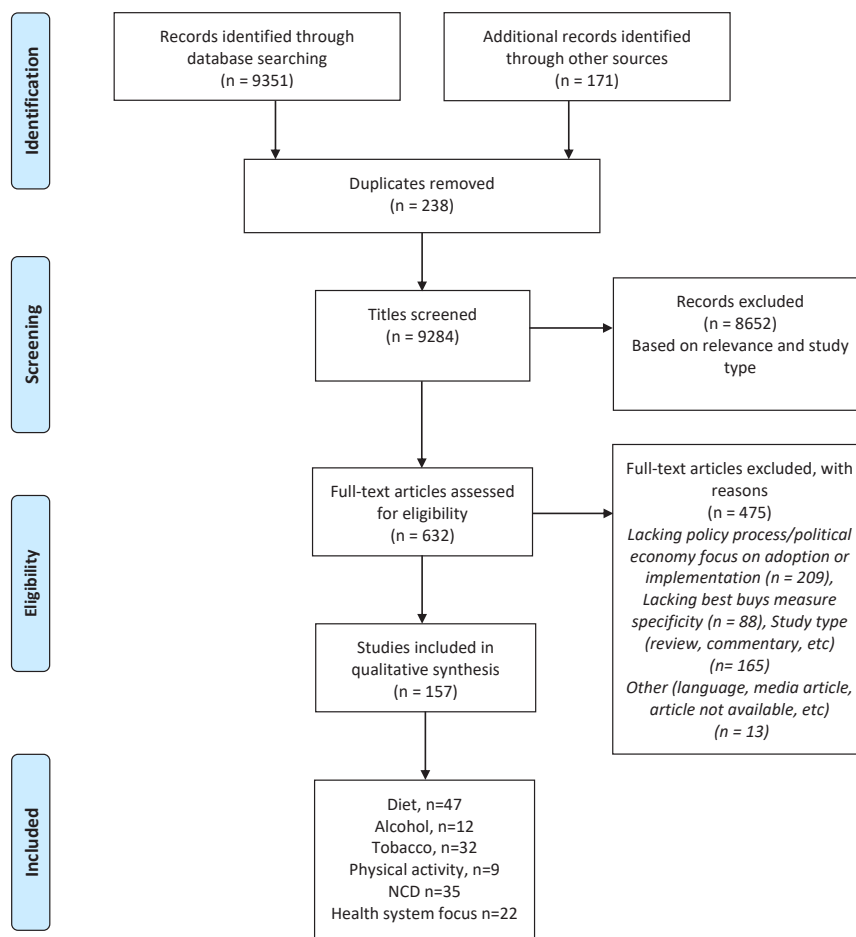 Identification
Records identified through
database searching
(n = 9351)
Additional records identified
through other sources
(n = 171)
Duplicates removed
(n = 238)
Screening
Titles screened
(n = 9284)
Records excluded
(n = 8652)
Based on relevance and study
type
Eligibility
Full-text articles assessed
for eligibility
(n = 632)
Full-text articles excluded, with
reasons
(n = 475)
Lacking policy process/political
economy focus on adoption or
implementation (n = 209),
Lacking best buys measure
specificity (n = 88), Study type
(review, commentary, etc)
(n= 165)
Other (language, media article,
article not available, etc)
(n = 13)
Studies included in
qualitative synthesis
(n = 157)
Included
Diet, n=47
Alcohol, n=12
Tobacco, n=32
Physical activity, n=9
NCD n=35
Health system focus n=22